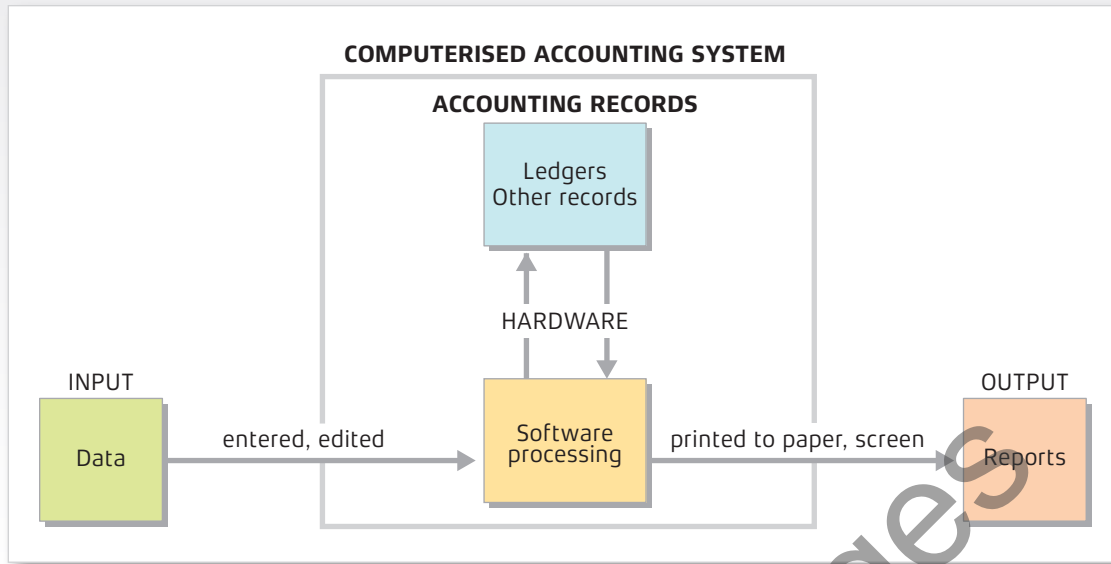 COMPUTERISED ACCOUNTING SYSTEM
ACCOUNTING RECORDS
Ledgers
Other records
HARDWARE
INPUT
Data
entered, edited
Software
processing
printed to paper, screen
OUTPUT
Reports